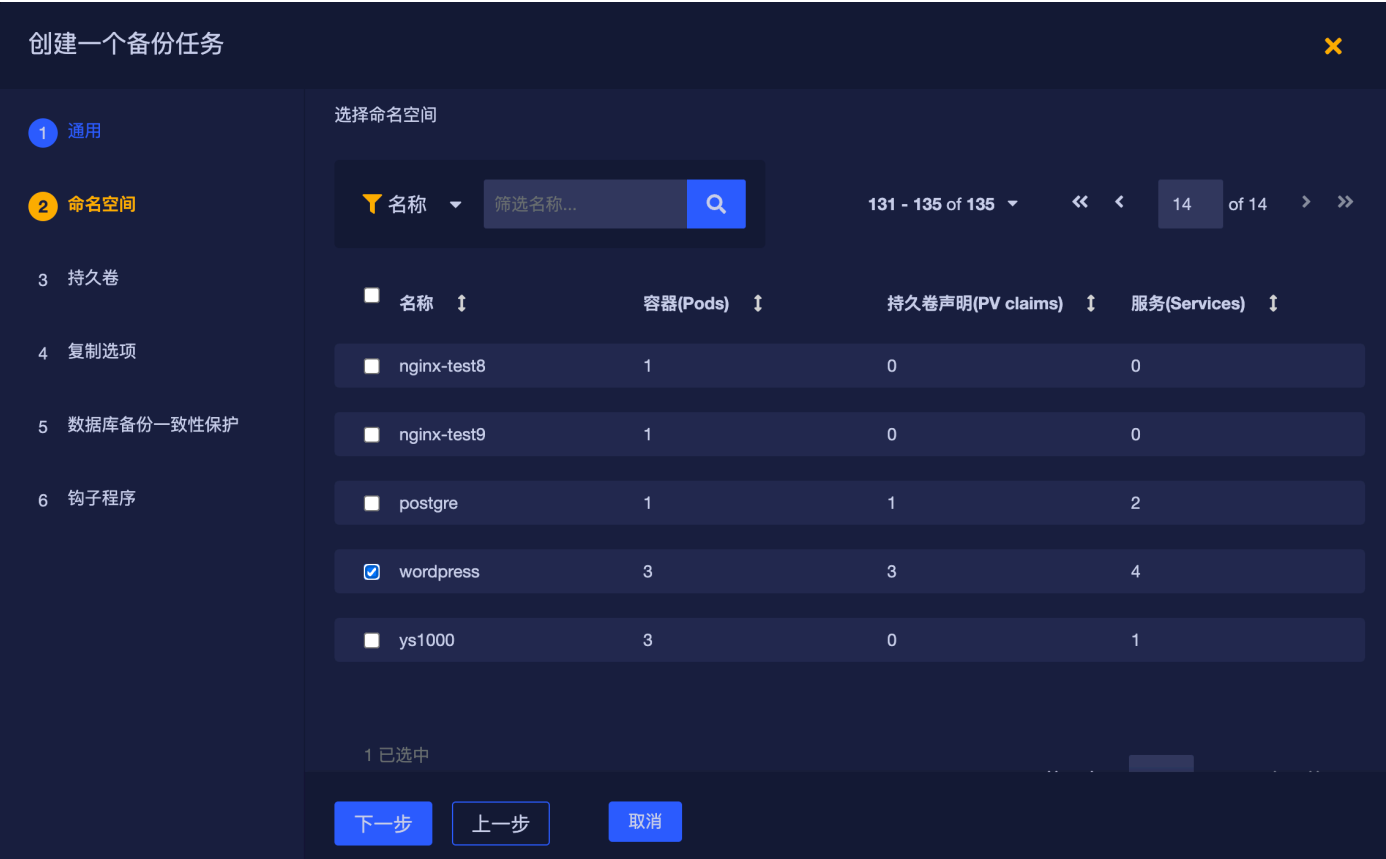 创建一个备份任务
1 通用
2 命名空间
3 持久卷
4 复制选项
5 数据库备份一致性保护
6 钩子程序
选择命名空间
名称 筛选名称... 131 - 135 of 135 14 of 14
名称 容器(Pods) 持久卷声明(PV claims) 服务(Services)
nginx-test8 1 0 0
nginx-test9 1 0 0
postgre 1 1 2
wordpress 3 3 4
ys1000 3 0 1
1 已选中
下一步 上一步 取消